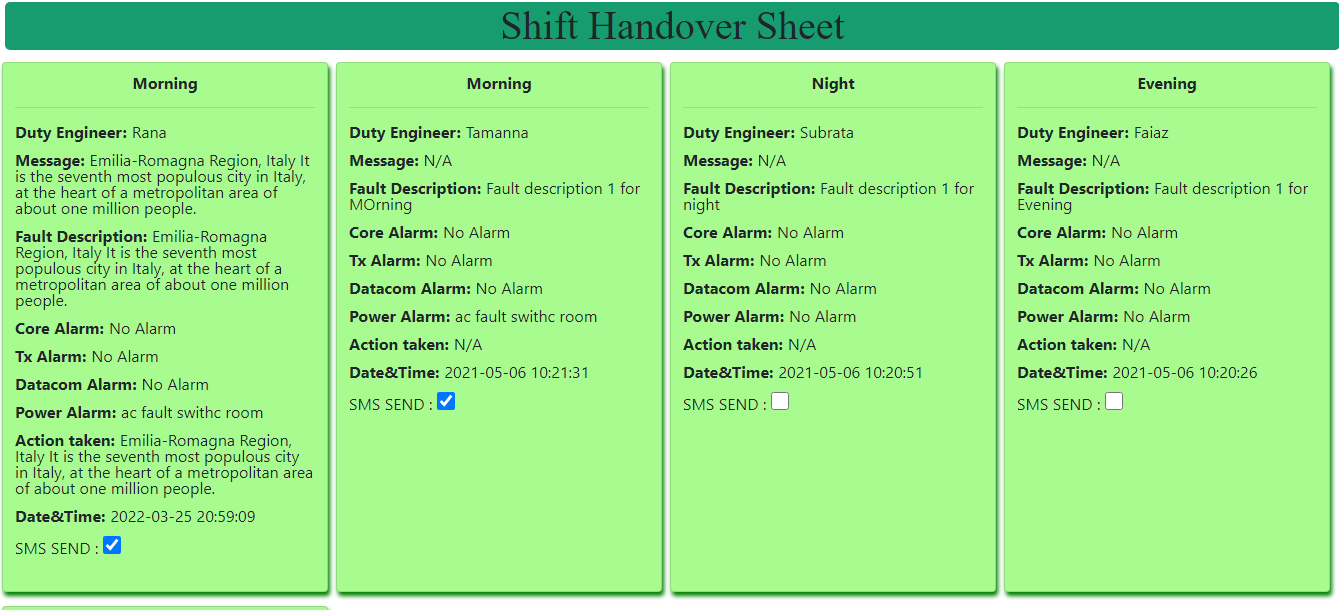 Shift Handover Sheet
Morning
Duty Engineer: Rana
Message: Emilia-Romagna Region, Italy It
is the seventh most populous city in Italy,
at the heart of a metropolitan area of
about one million people.
Fault Description: Emilia-Romagna
Region, Italy It is the seventh most
populous city in Italy, at the heart of a
metropolitan area of about one million
people.
Core Alarm: No Alarm
Tx Alarm: No Alarm
Datacom Alarm: No Alarm
Power Alarm: ac fault swithc room
Action taken: Emilia-Romagna Region,
Italy It is the seventh most populous city
in Italy, at the heart of a metropolitan area
of about one million people.
Date&Time: 2022-03-25 20:59:09
SMS SEND :
Morning
Duty Engineer: Tamanna
Message: N/A
Fault Description: Fault description 1 for
MOrning
Core Alarm: No Alarm
Tx Alarm: No Alarm
Datacom Alarm: No Alarm
Power Alarm: ac fault swithc room
Action taken: N/A
Date&Time: 2021-05-06 10:21:31
SMS SEND :
Night
Duty Engineer: Subrata
Message: N/A
Fault Description: Fault description 1 for
night
Core Alarm: No Alarm
Tx Alarm: No Alarm
Datacom Alarm: No Alarm
Power Alarm: No Alarm
Action taken: N/A
Date&Time: 2021-05-06 10:20:51
SMS SEND :
Evening
Duty Engineer: Faiaz
Message: N/A
Fault Description: Fault description 1 for
Evening
Core Alarm: No Alarm
Tx Alarm: No Alarm
Datacom Alarm: No Alarm
Power Alarm: No Alarm
Action taken: N/A
Date&Time: 2021-05-06 10:20:26
SMS SEND :